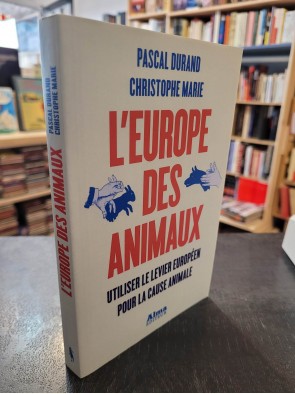 PASCAL DURAND
CHRISTOPHE MARIE
L'EUROPE
DES
ANIMAUX
UTILISER LE LEVIER EUROPÉEN
POUR LA CAUSE ANIMALE
Alma
PASCAL DURAND
CHRISTOPHE MARIE
L'EUROPE DES ANIMAUX